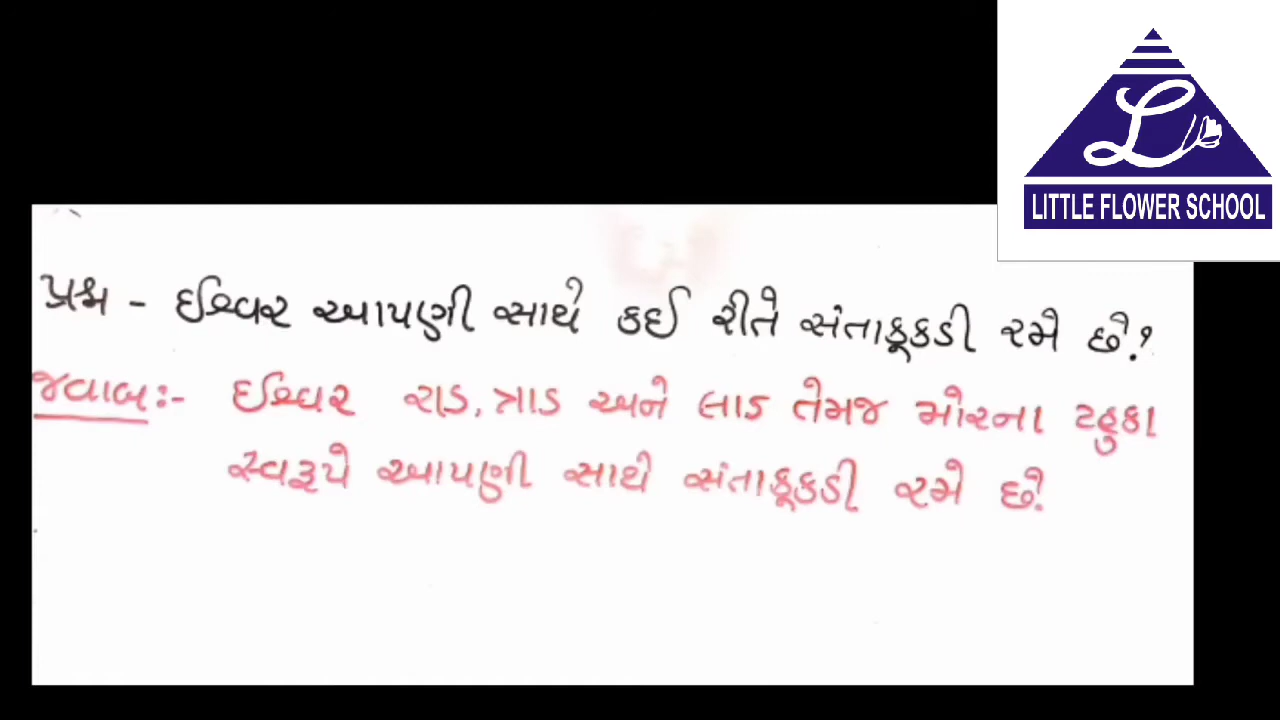 LITTLE FLOWER SCHOOL
પ્રશ્ન - ઈશ્વર આપણી સાથે કઈ રીતે સંતાકૂકડી રમે છે?
જવાબ:- ઈશ્વર રાડ, ત્રાડ અને લાડ તેમજ મોરના ટહુકા
સ્વરૂપે આપણી સાથે સંતાકૂકડી રમે છે.